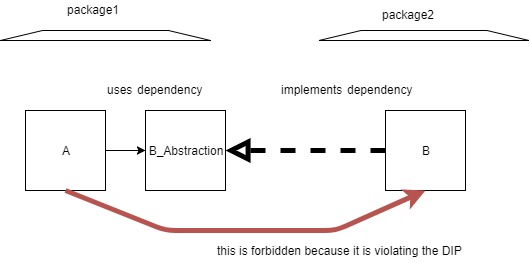 package1
package2
uses dependency
implements dependency
A
B_Abstraction
B
this is forbidden because it is violating the DIP